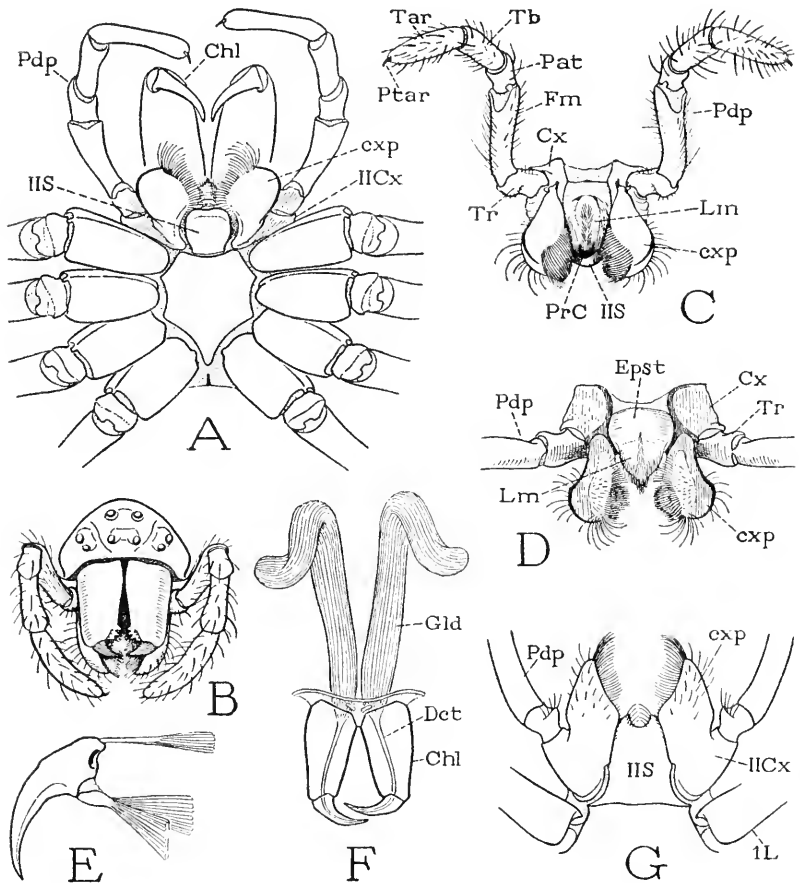 Pdp
Chl
cxp
IIS
IICx
A
Tar
Tb
Ptar
Pat
Fm
Pdp
Cx
Tr
Lm
cxp
PrC
IIS
C
Epst
Cx
Pdp
Tr
Lm
cxp
D
B
E
Gld
Dct
Chl
F
Pdp
cxp
IIS
IICx
1L
G